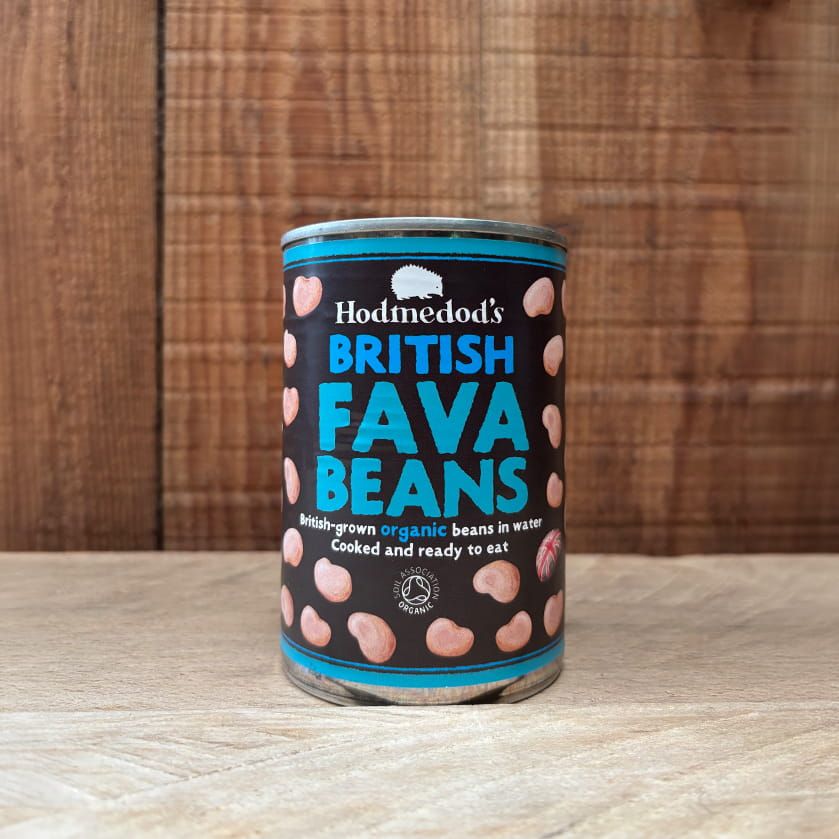 Hodmedod's
BRITISH
FAVA
BEANS
British-grown organic beans in water
Cooked and ready to eat
SOIL ASSOCIATION
ORGANIC